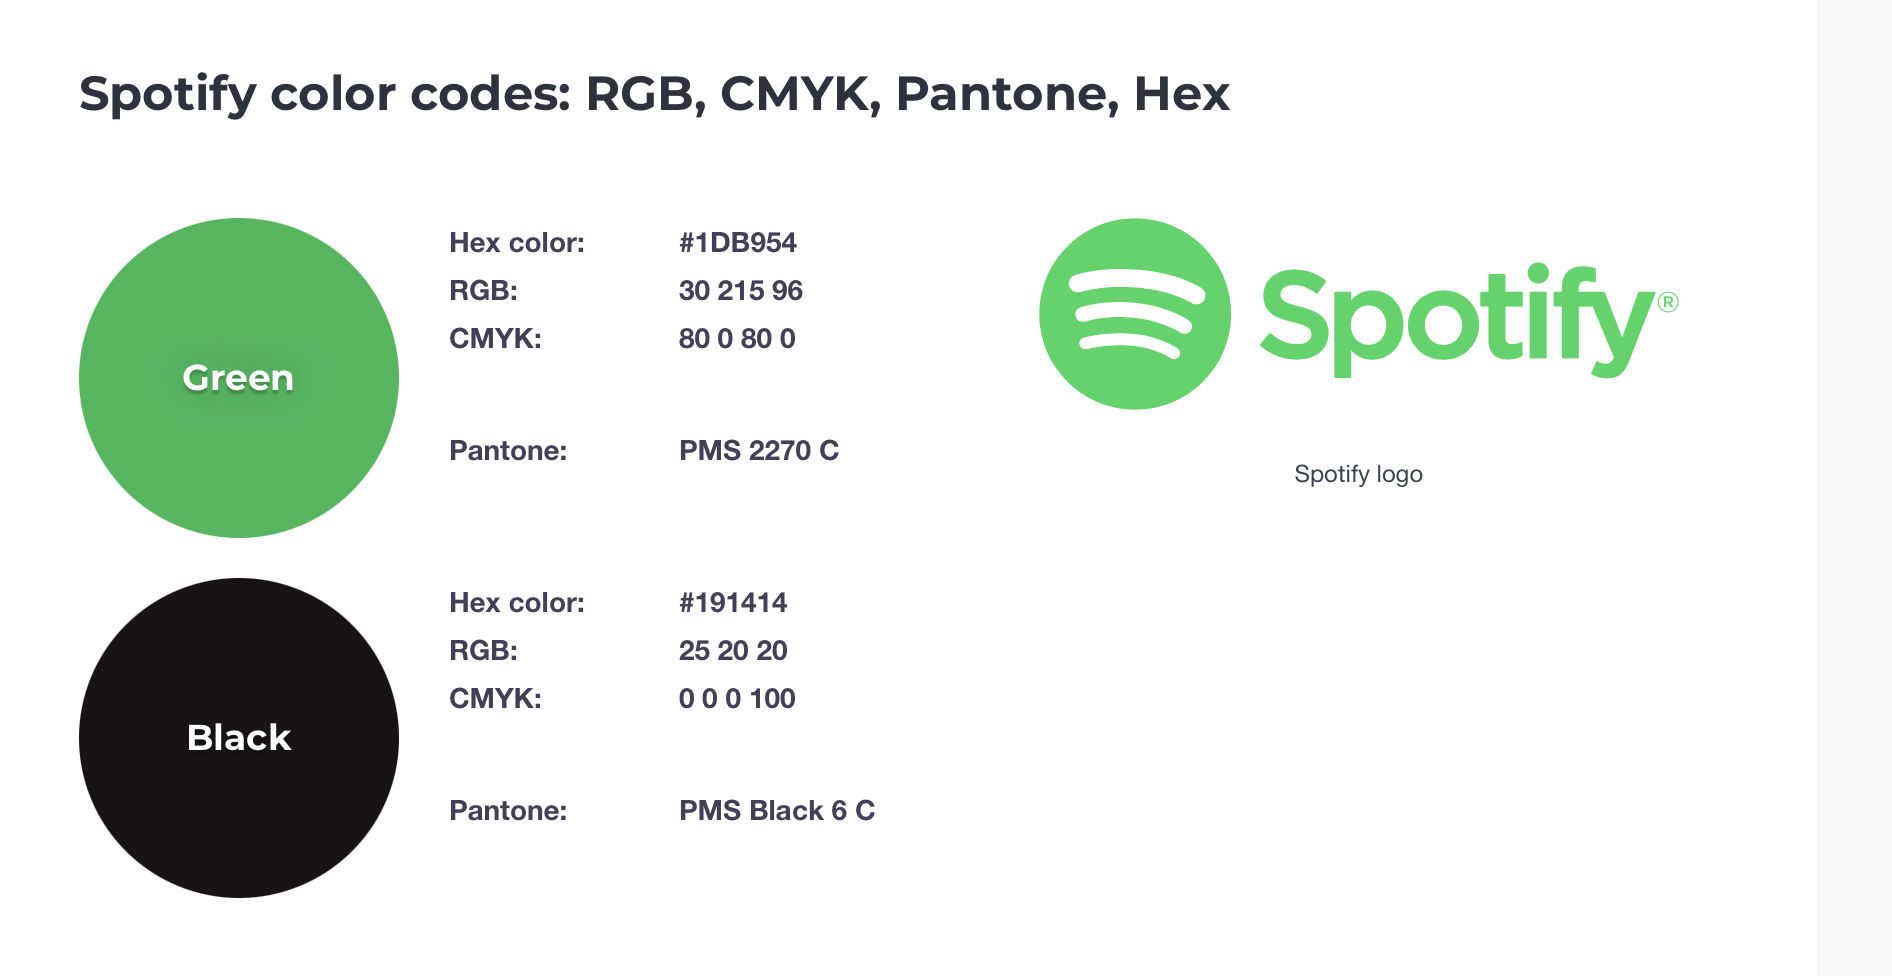 Spotify color codes: RGB, CMYK, Pantone, Hex
Green
Hex color: #1DB954
RGB: 30 215 96
CMYK: 80 0 80 0
Pantone: PMS 2270 C
Spotify®
Spotify logo
Black
Hex color: #191414
RGB: 25 20 20
CMYK: 0 0 0 100
Pantone: PMS Black 6 C